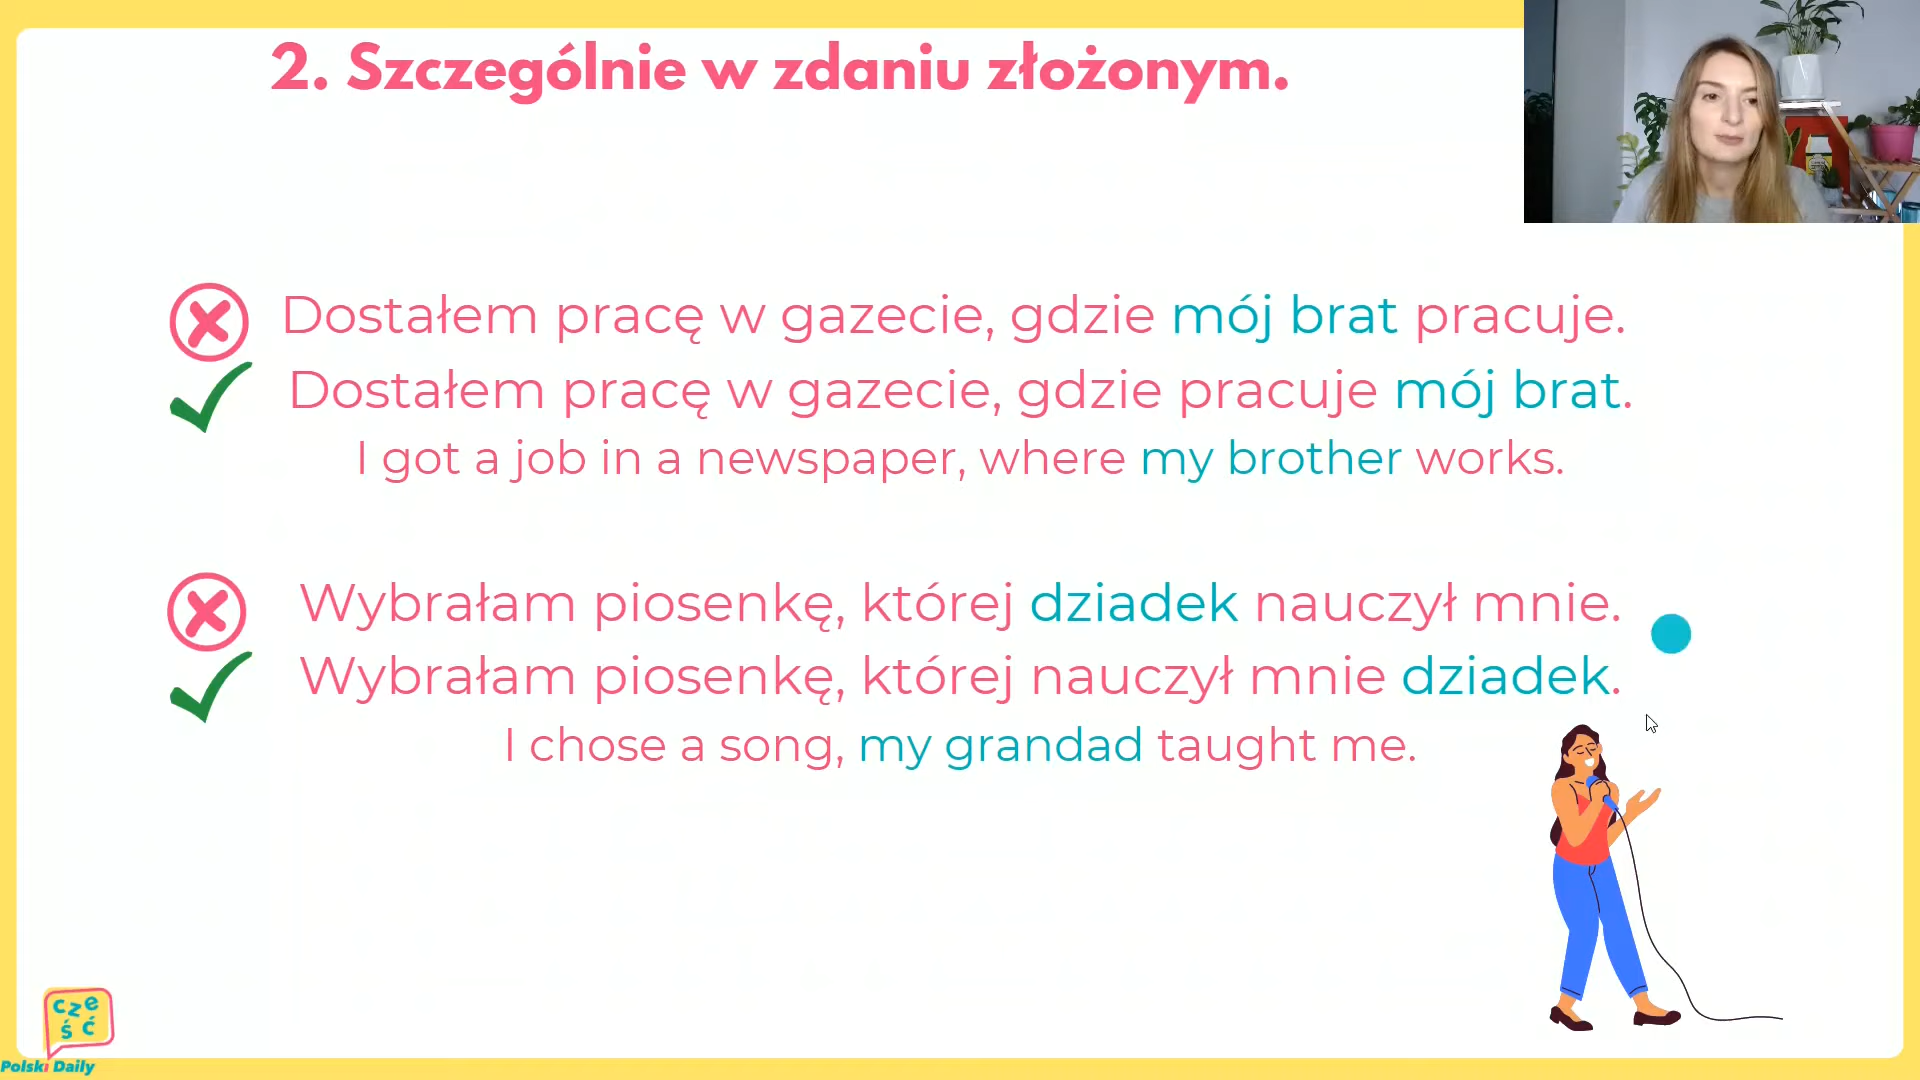 2. Szczególnie w zdaniu złożonym.
Dostałem pracę w gazecie, gdzie mój brat pracuje.
Dostałem pracę w gazecie, gdzie pracuje mój brat.
I got a job in a newspaper, where my brother works.
Wybrałam piosenkę, której dziadek nauczył mnie.
Wybrałam piosenkę, której nauczył mnie dziadek.
I chose a song, my grandad taught me.
cze
ść
Polski Daily